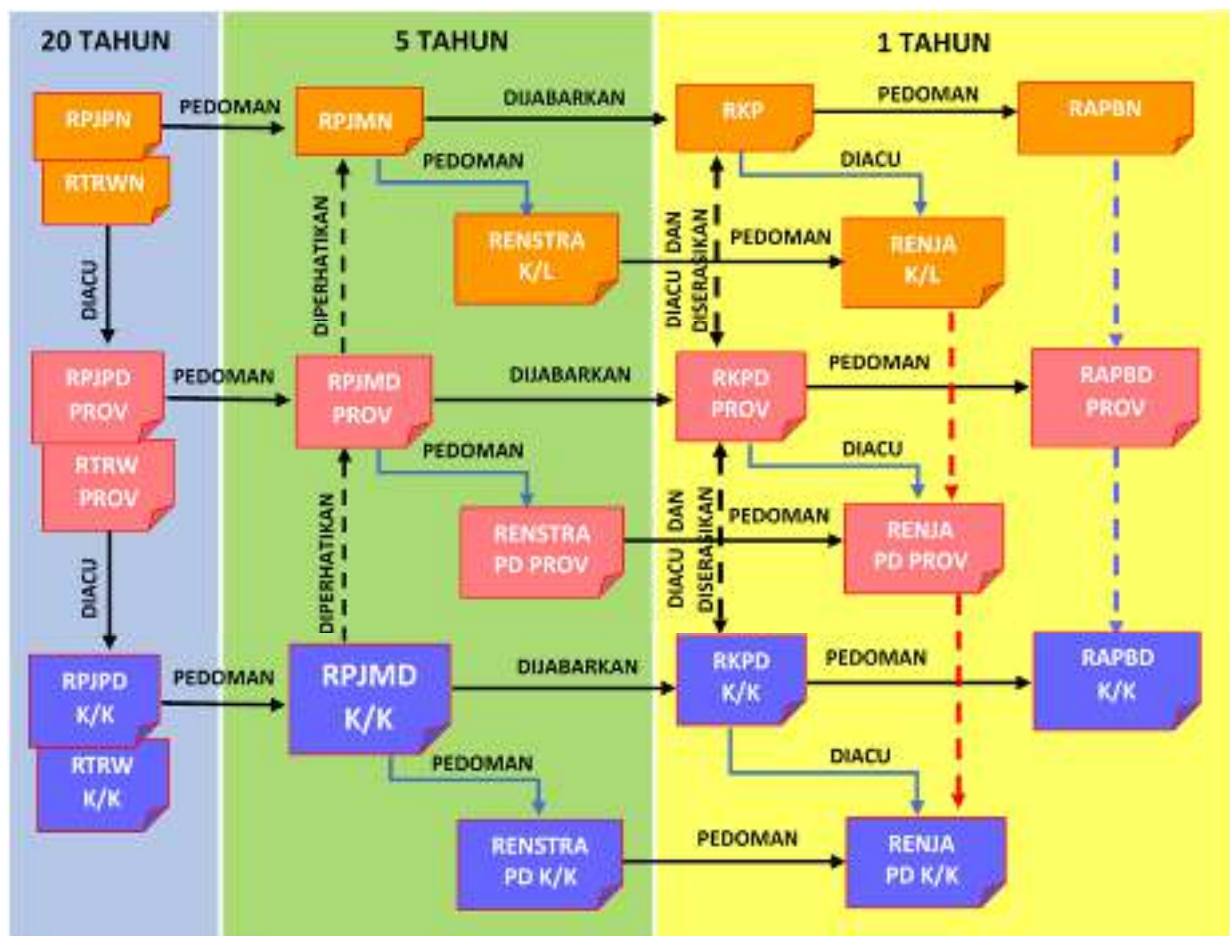 20 TAHUN
5 TAHUN
1 TAHUN
RPJPN
PEDOMAN
RPJMN
DIJABARKAN
RKP
PEDOMAN
RAPBN
RTRWN
PEDOMAN
DIACU
RENSTRA
K/L
PEDOMAN
RENJA
K/L
DIACU
DIPERHATIKAN
DIACU DAN
DISERASIKAN
RPJPD
PROV
PEDOMAN
RPJMD
PROV
DIJABARKAN
RKPD
PROV
PEDOMAN
RAPBD
PROV
RTRW
PROV
PEDOMAN
DIACU
RENSTRA
PD PROV
PEDOMAN
RENJA
PD PROV
DIACU
DIPERHATIKAN
DIACU DAN
DISERASIKAN
RPJPD
K/K
PEDOMAN
RPJMD
K/K
DIJABARKAN
RKPD
K/K
PEDOMAN
RAPBD
K/K
RTRW
K/K
PEDOMAN
DIACU
RENSTRA
PD K/K
PEDOMAN
RENJA
PD K/K